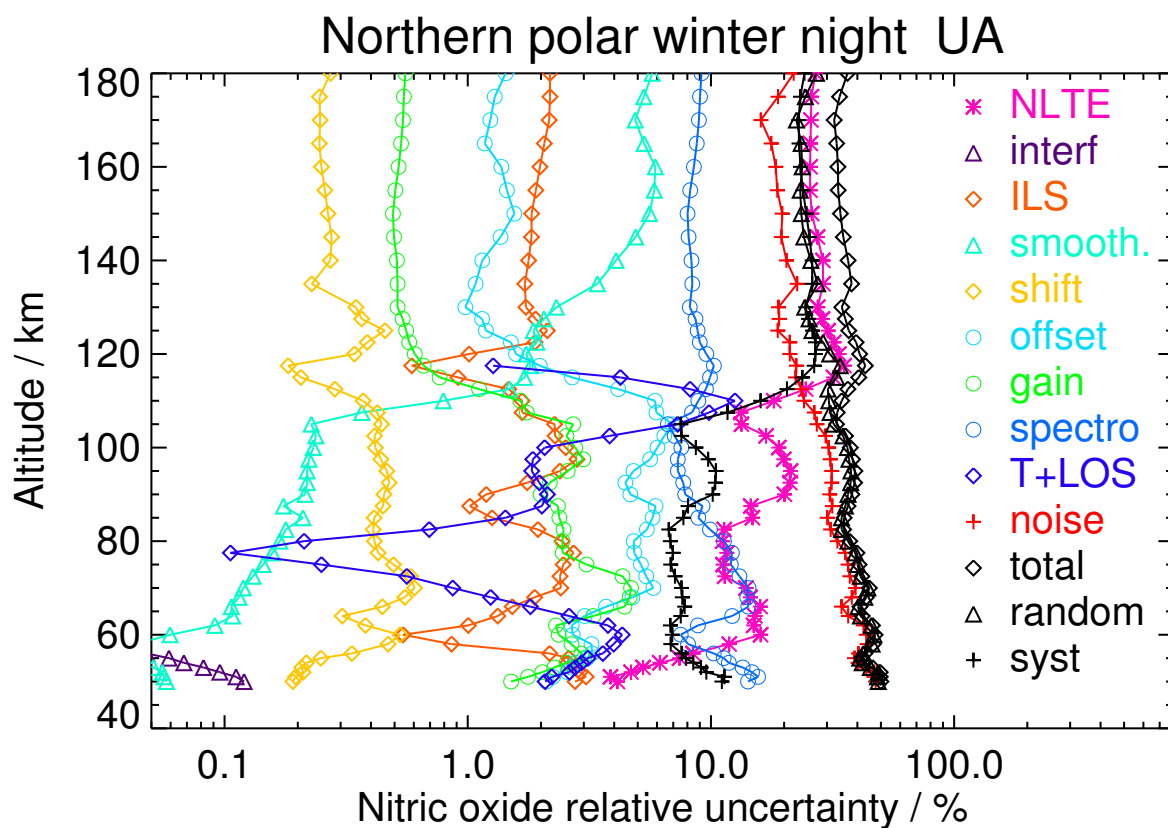 Northern polar winter night UA
180
160
140
120
100
80
60
40
Altitude / km
0.1
1.0
10.0
100.0
Nitric oxide relative uncertainty / %
NLTE
interf
ILS
smooth.
shift
offset
gain
spectro
T+LOS
noise
total
random
syst